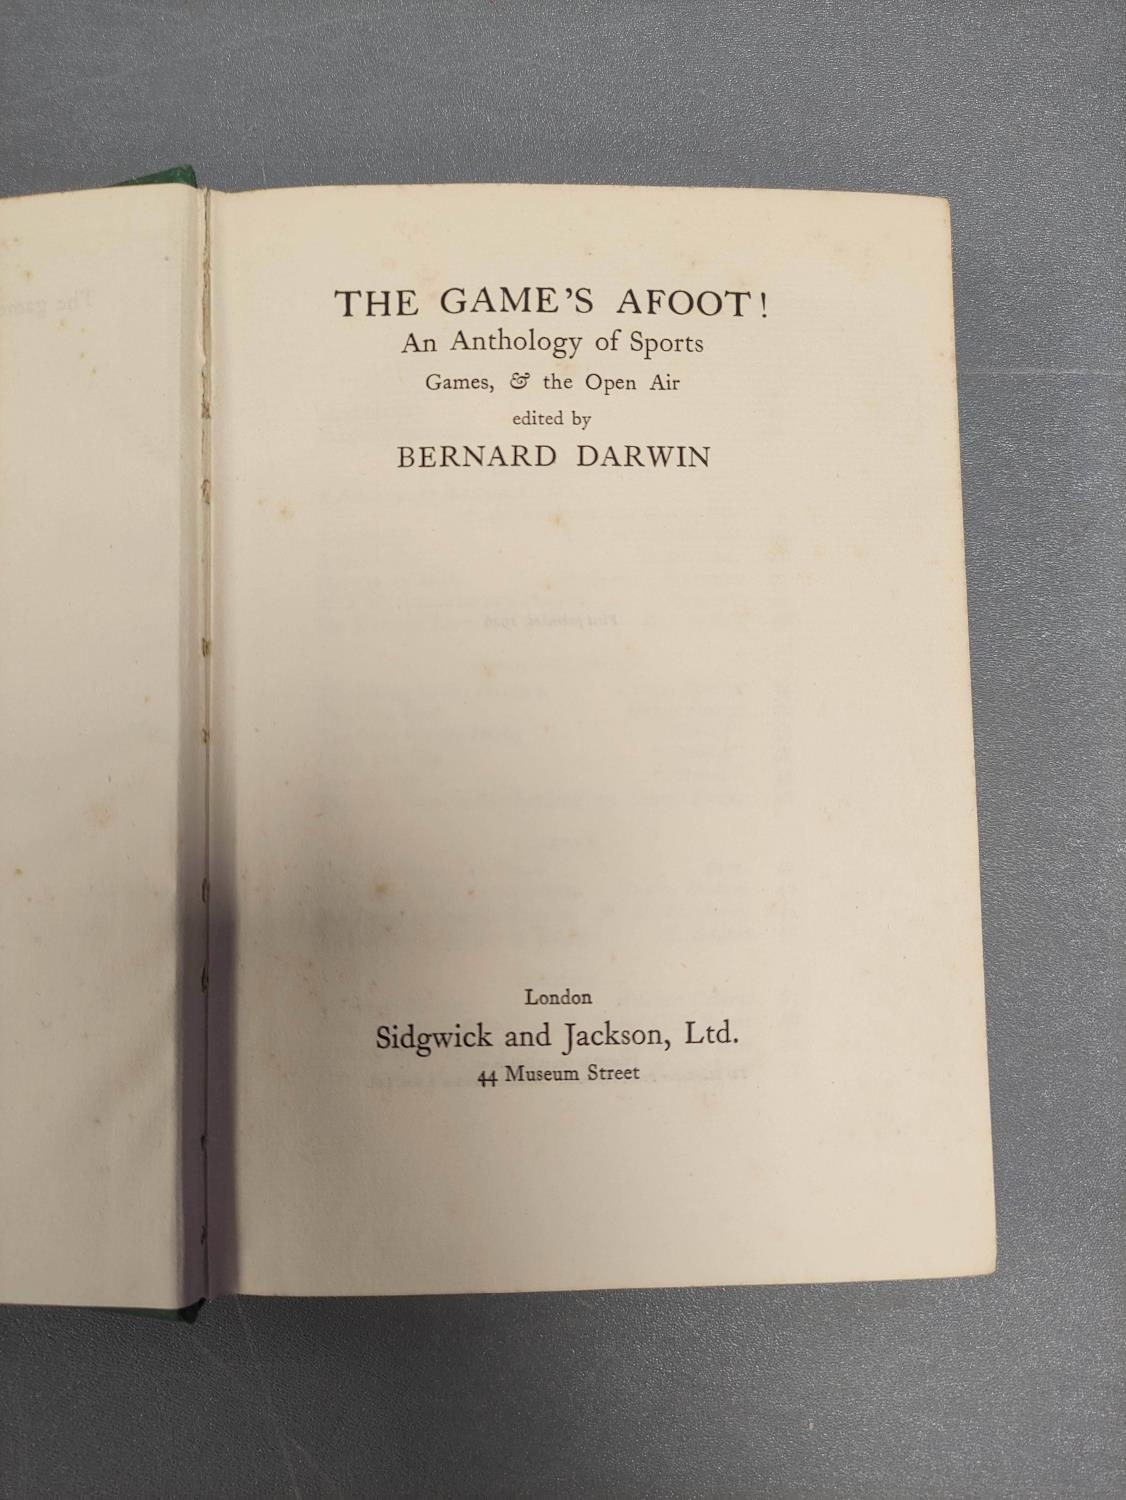 THE GAME'S AFOOT!
An Anthology of Sports
Games, & the Open Air
edited by
BERNARD DARWIN
London
Sidgwick and Jackson, Ltd.
44 Museum Street